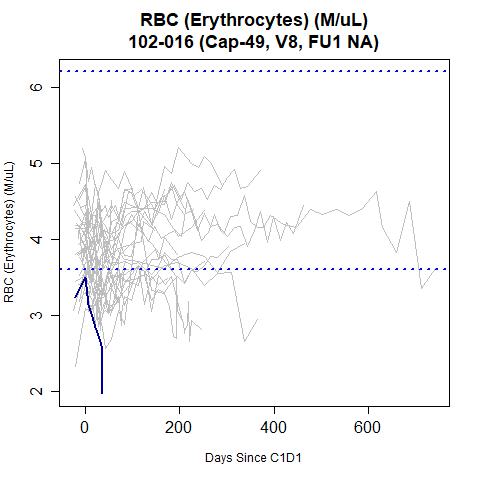 RBC (Erythrocytes) (M/uL)
102-016 (Cap-49, V8, FU1 NA)
RBC (Erythrocytes) (M/uL)
6
5
4
3
2
0
200
400
600
Days Since C1D1